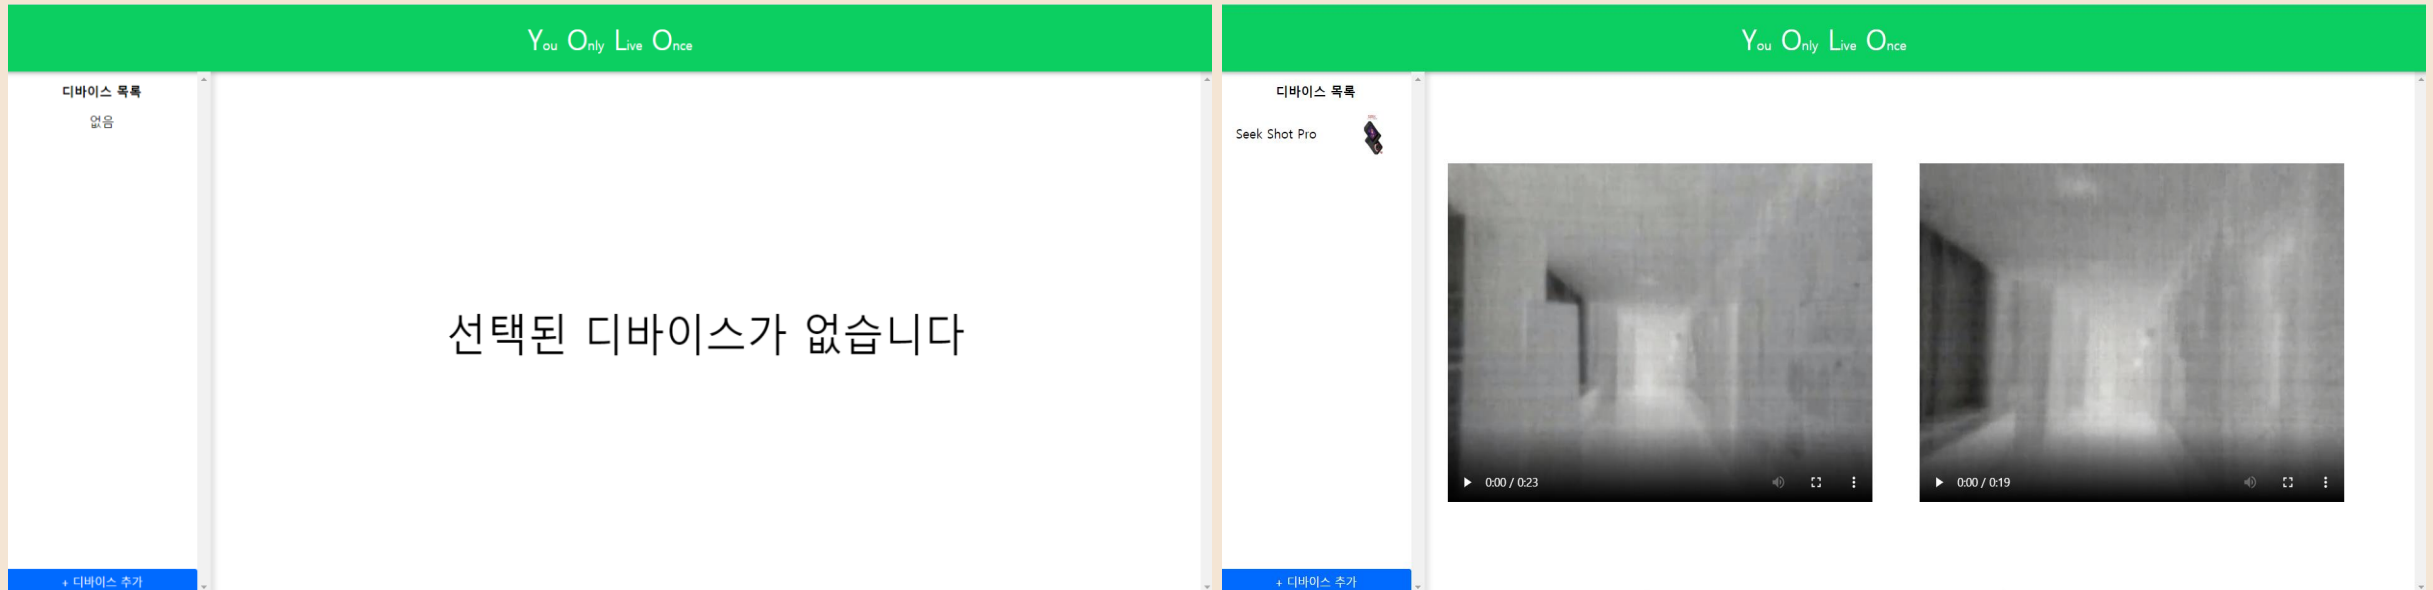 You Only Live Once
디바이스 목록
없음
선택된 디바이스가 없습니다
+ 디바이스 추가
You Only Live Once
디바이스 목록
Seek Shot Pro
0:00 / 0:23
0:00 / 0:19
+ 디바이스 추가